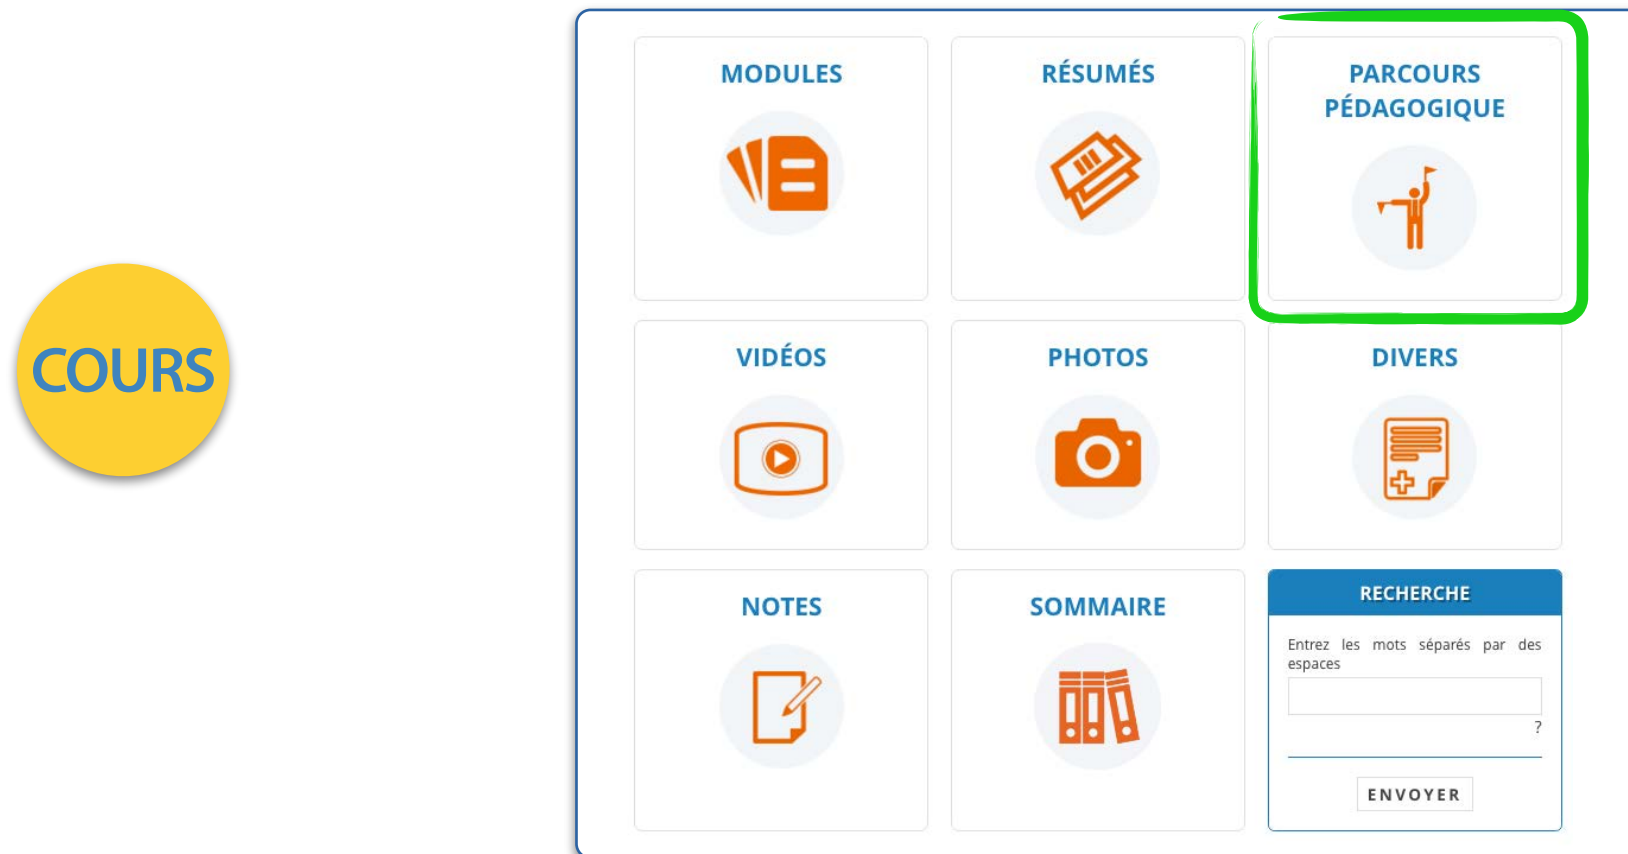 COURS
MODULES
RÉSUMÉS
PARCOURS
PÉDAGOGIQUE
VIDÉOS
PHOTOS
DIVERS
NOTES
SOMMAIRE
RECHERCHE
Entrez les mots séparés par des
espaces
?
ENVOYER